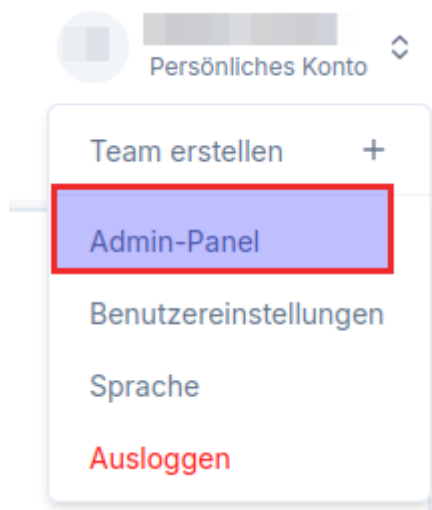 Persönliches Konto
Team erstellen +
Admin-Panel
Benutzereinstellungen
Sprache
Ausloggen